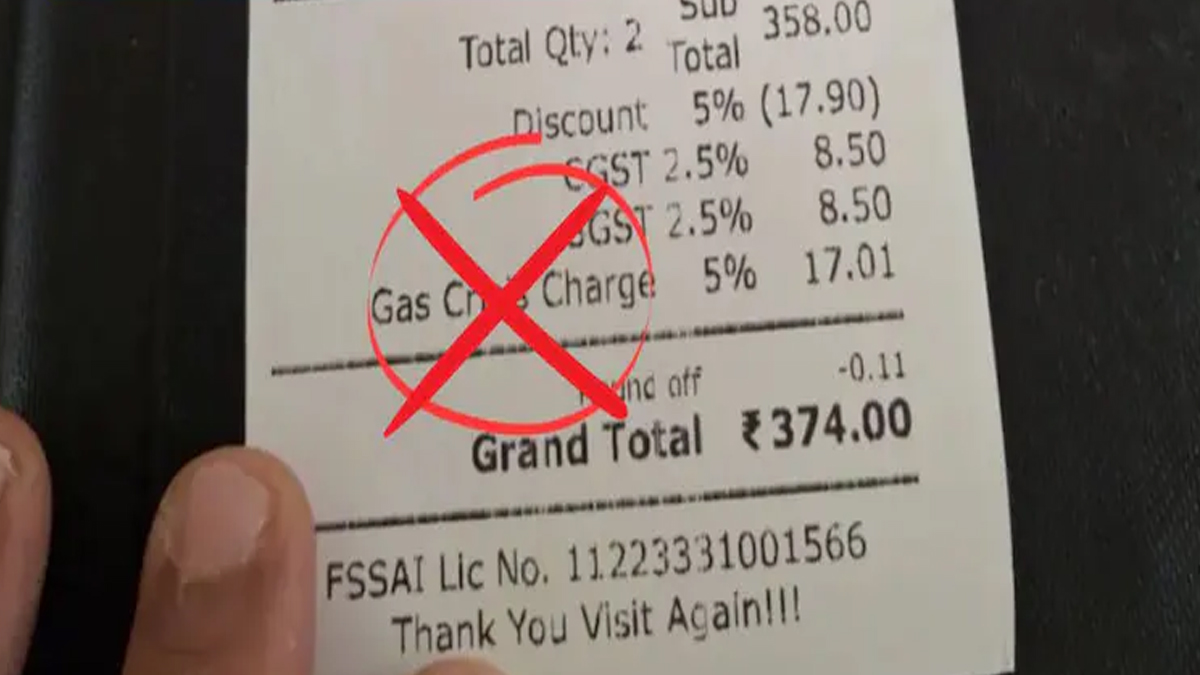 Total Qty: 2 Sub Total 358.00
Discount 5% (17.90)
CGST 2.5% 8.50
SGST 2.5% 8.50
Gas Crisis Charge 5% 17.01
Round off -0.11
Grand Total ₹374.00
FSSAI Lic No. 11223331001566
Thank You Visit Again!!!